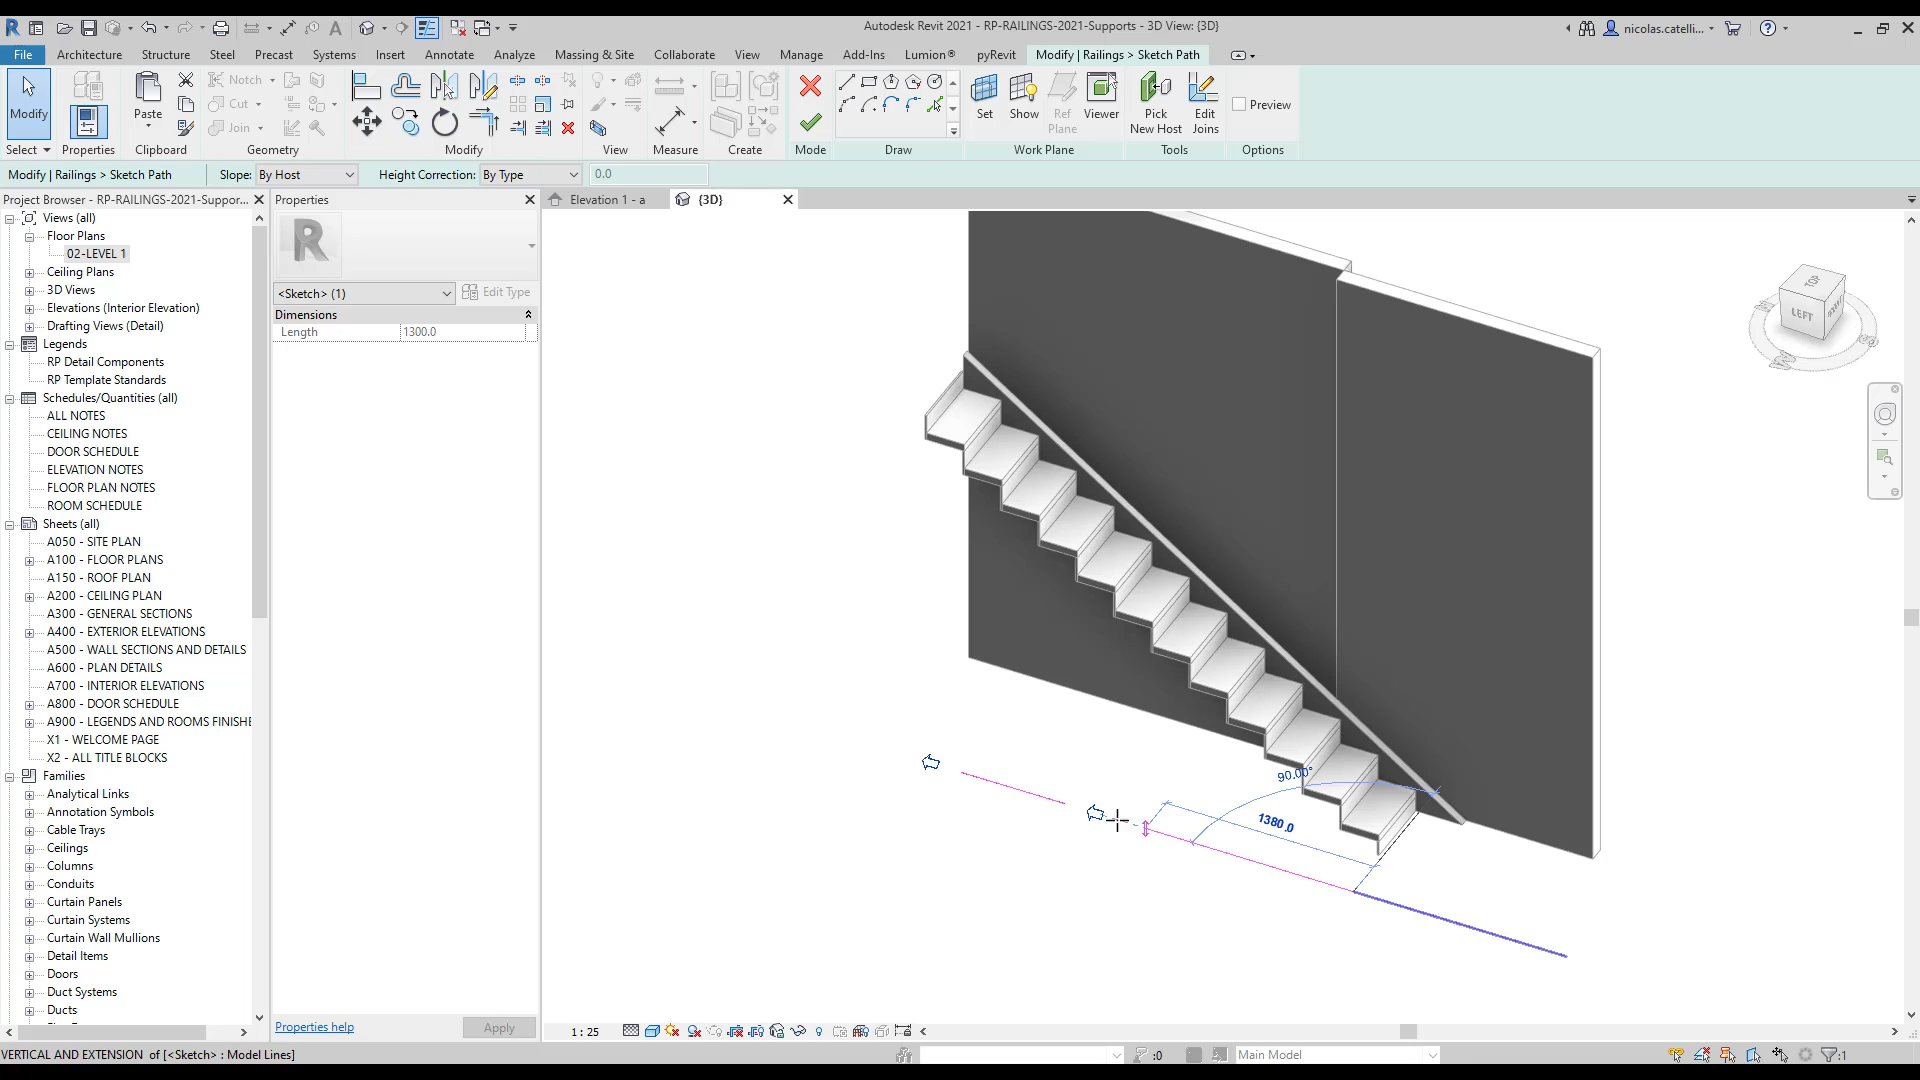 Autodesk Revit 2021 - RP-RAILINGS-2021-Supports - 3D View: {3D}
nicolas.catelli...
File Architecture Structure Steel Precast Systems Insert Annotate Analyze Massing & Site Collaborate View Manage Add-Ins Lumion® pyRevit Modify | Railings > Sketch Path
Modify
Paste
Notch
Cut
Join
Set
Show
Ref Plane
Viewer
Pick New Host
Edit Joins
Preview
Select Properties Clipboard Geometry Modify View Measure Create Mode Draw Work Plane Tools Options
Modify | Railings > Sketch Path Slope: By Host Height Correction: By Type 0.0
Project Browser - RP-RAILINGS-2021-Suppor...
Views (all)
Floor Plans
02-LEVEL 1
Ceiling Plans
3D Views
Elevations (Interior Elevation)
Drafting Views (Detail)
Legends
RP Detail Components
RP Template Standards
Schedules/Quantities (all)
ALL NOTES
CEILING NOTES
DOOR SCHEDULE
ELEVATION NOTES
FLOOR PLAN NOTES
ROOM SCHEDULE
Sheets (all)
A050 - SITE PLAN
A100 - FLOOR PLANS
A150 - ROOF PLAN
A200 - CEILING PLAN
A300 - GENERAL SECTIONS
A400 - EXTERIOR ELEVATIONS
A500 - WALL SECTIONS AND DETAILS
A600 - PLAN DETAILS
A700 - INTERIOR ELEVATIONS
A800 - DOOR SCHEDULE
A900 - LEGENDS AND ROOMS FINISHE
X1 - WELCOME PAGE
X2 - ALL TITLE BLOCKS
Families
Analytical Links
Annotation Symbols
Cable Trays
Ceilings
Columns
Conduits
Curtain Panels
Curtain Systems
Curtain Wall Mullions
Detail Items
Doors
Duct Systems
Ducts
Properties
R
<Sketch> (1)
Edit Type
Dimensions
Length 1300.0
Properties help
Apply
Elevation 1 - a
{3D}
TOP
LEFT
90.00°
1380.0
1 : 25
VERTICAL AND EXTENSION of [<Sketch> : Model Lines]
:0
Main Model
:1